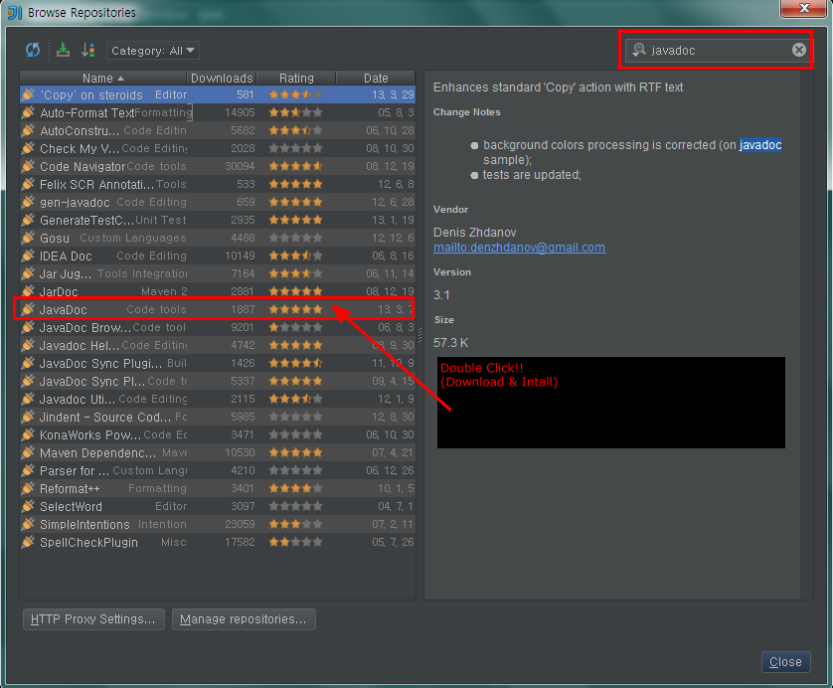 Browse Repositories
Category: All
javadoc
Name Downloads Rating Date
'Copy' on steroids Editor 581 13, 3, 29
Auto-Format Text Formatting 14905 05, 8, 3
AutoConstru... Code Editin 5682 06, 10, 28
Check My V... Code Editing 2028 08, 10, 30
Code Navigator Code tools 30094 08, 12, 19
Felix SCR Annotati... Tools 533 12, 6, 8
gen-javadoc Code Editing 659 12, 6, 28
GenerateTestC... Unit Test 2935 13, 1, 19
Gosu Custom Languages 4488 12, 12, 6
IDEA Doc Code Editing 10149 06, 8, 16
Jar Jug... Tools Integration 7164 06, 11, 14
JarDoc Maven 2 2881 08, 12, 19
JavaDoc Code tools 1887 13, 3, 7
JavaDoc Brow... Code tool 9201 06, 8, 3
Javadoc Hel... Code Editing 4742 9, 30
JavaDoc Sync Plugi... Buil 1426 11, 9
JavaDoc Sync Pl... Code t 5337 09, 4, 15
Javadoc Uti... Code Editing 2115 12, 1, 9
Jindent - Source Cod... Fo 5985 12, 8, 30
KonaWorks Pow... Code Ed 3471 06, 10, 30
Maven Dependenc... Mav 10530 07, 4, 21
Parser for ... Custom Langu 4210 06, 12, 26
Reformat++ Formatting 3401 10, 1, 5
SelectWord Editor 3097 04, 7, 1
SimpleIntentions Intention 23059 07, 2, 11
SpellCheckPlugin Misc 17582 05, 7, 26
Enhances standard 'Copy' action with RTF text
Change Notes
background colors processing is corrected (on javadoc
sample);
tests are updated;
Vendor
Denis Zhdanov
mailto:denzhdanov@gmail.com
Version
3.1
Size
57.3 K
Double Click!!
(Download & Intall)
HTTP Proxy Settings...
Manage repositories...
Close